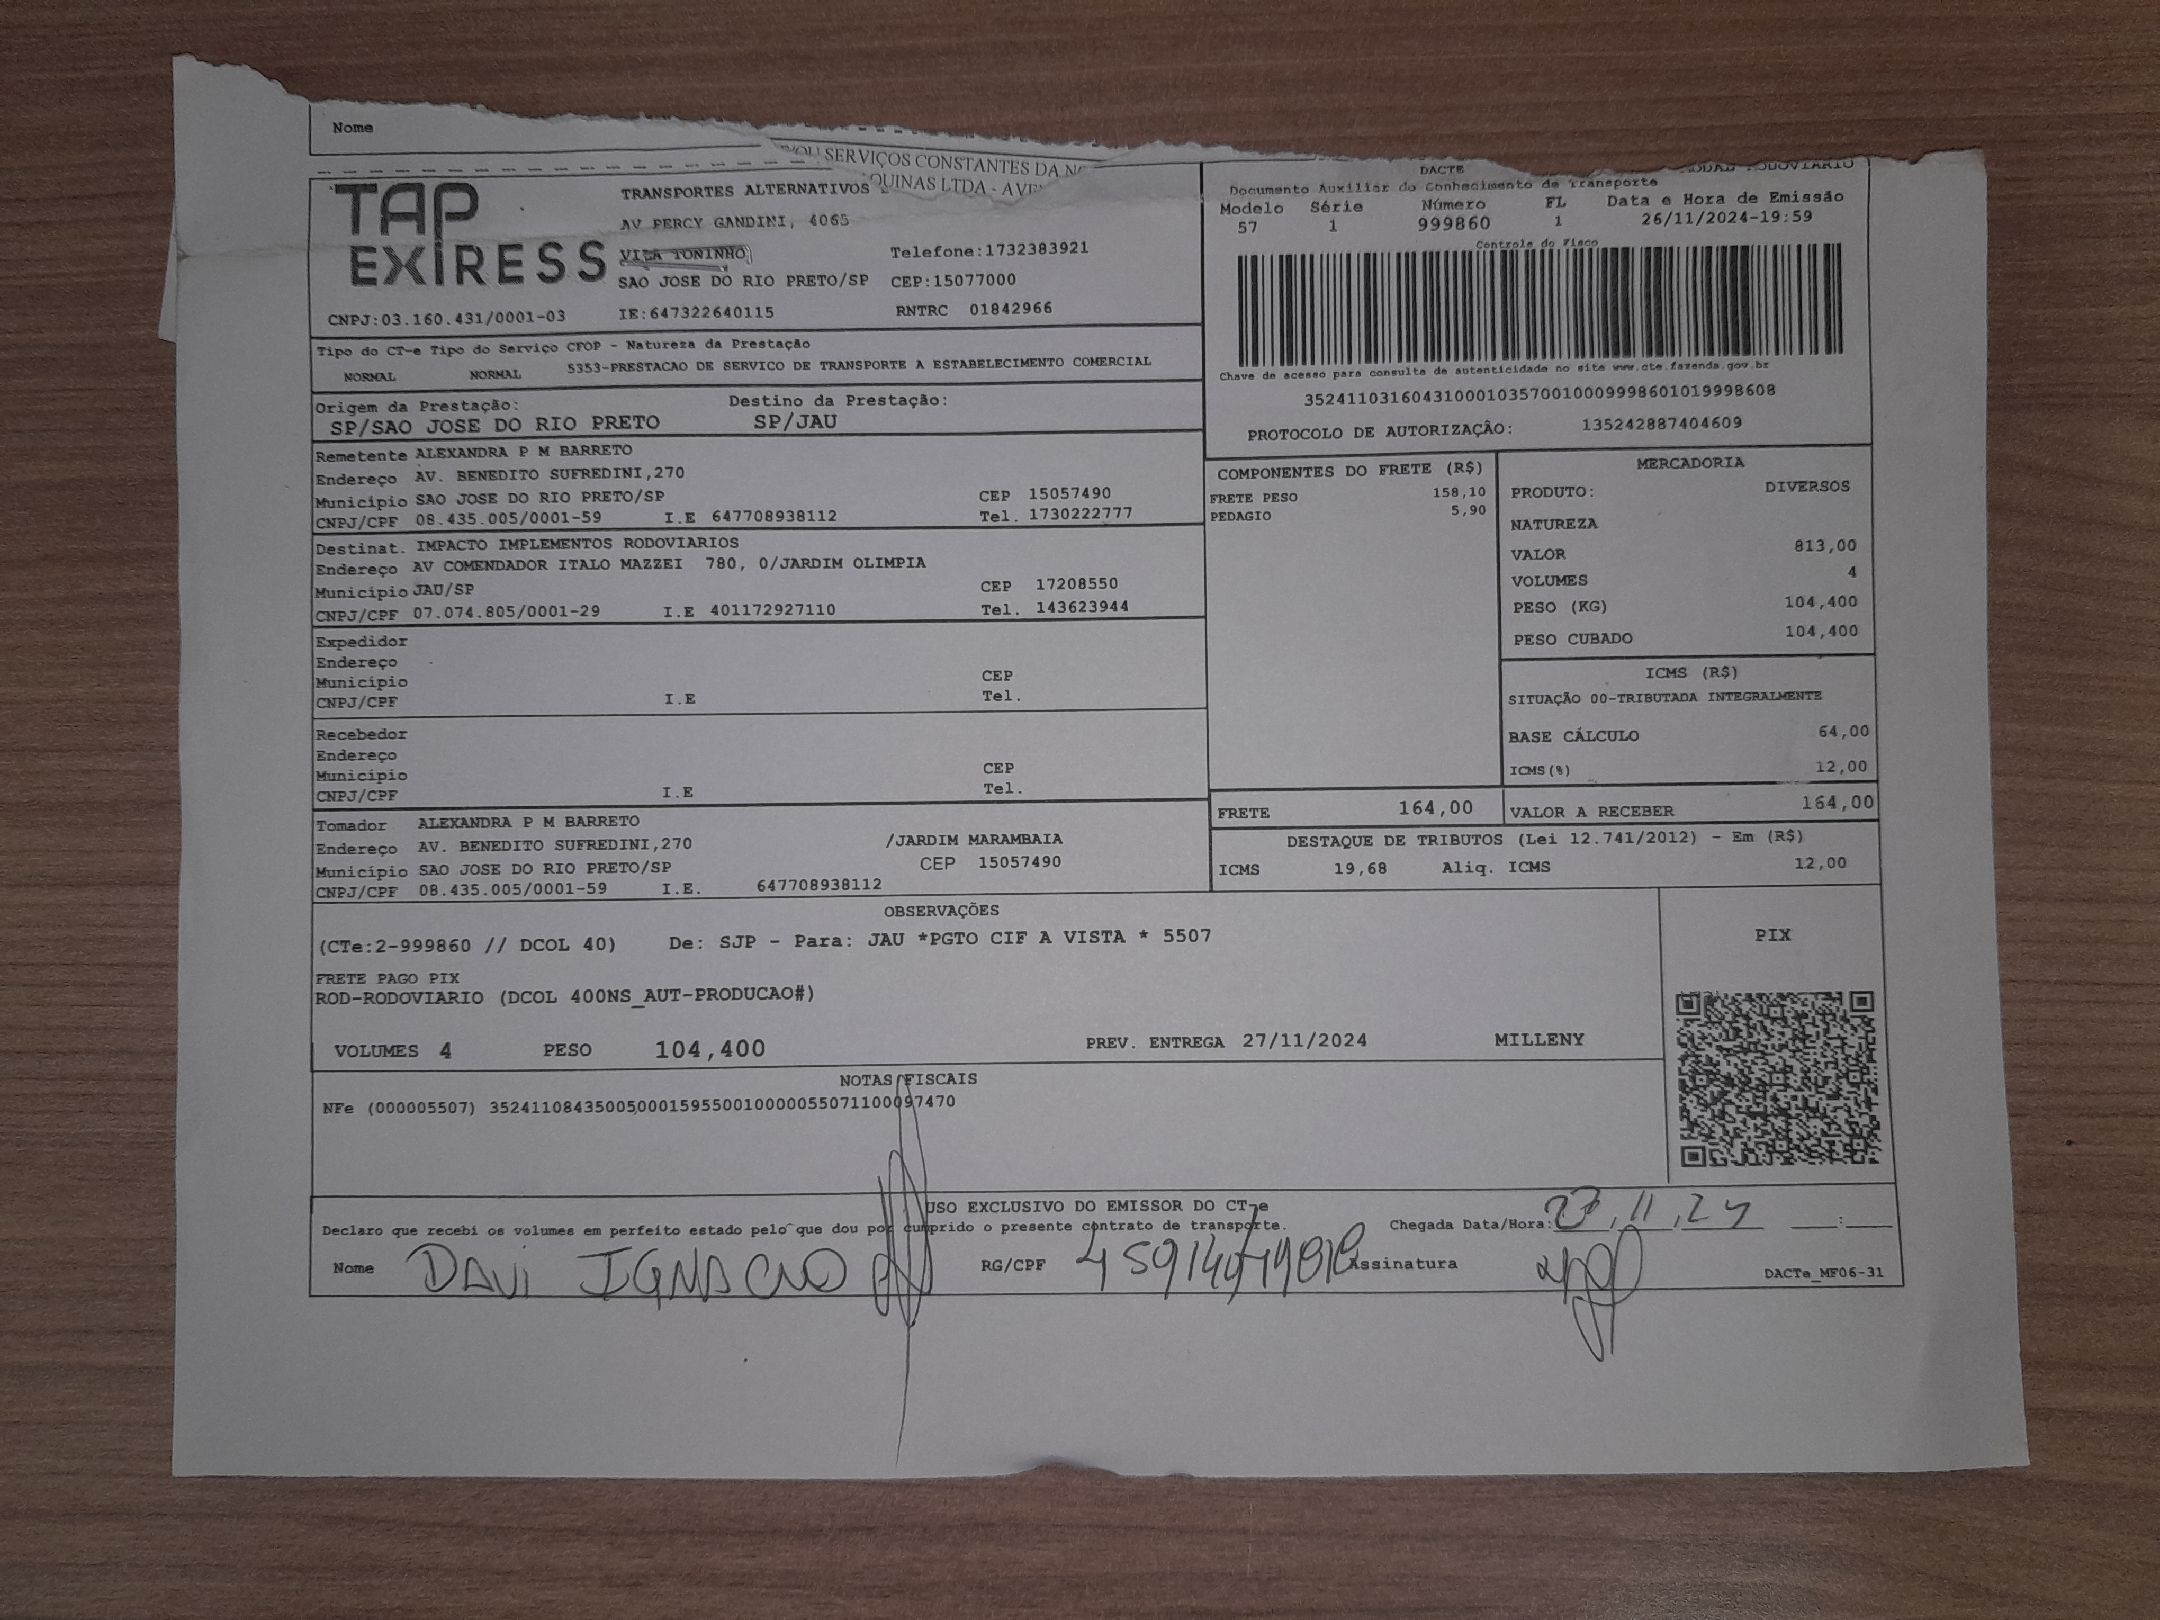 Nome
SERVIÇOS CONSTANTES DA
QUINAS LTDA - AVE
TAP
EXIRESS
TRANSPORTES ALTERNATIVOS
AV PERCY GANDINI, 4065
VILA TONINHO
Telefone:1732383921
SAO JOSE DO RIO PRETO/SP CEP:15077000
CNPJ:03.160.431/0001-03 IE:647322640115 RNTRC 01842966
DACTE
RODOVIARIO
Documento Auxiliar do Conhecimento de Transporte
Modelo Série Número FL Data e Hora de Emissão
57 1 999860 1 26/11/2024-19:59
Controle do Fisco
Chave de acesso para consulta de autenticidade no site www.cte.fazenda.gov.br
35241103160431000103570010009998601019998608
PROTOCOLO DE AUTORIZAÇÃO: 135242887404609
Tipo do CT-e Tipo do Serviço CFOP - Natureza da Prestação
NORMAL NORMAL 5353-PRESTACAO DE SERVICO DE TRANSPORTE A ESTABELECIMENTO COMERCIAL
Origem da Prestação: Destino da Prestação:
SP/SAO JOSE DO RIO PRETO SP/JAU
Remetente ALEXANDRA P M BARRETO
Endereço AV. BENEDITO SUFREDINI,270
Município SAO JOSE DO RIO PRETO/SP CEP 15057490
CNPJ/CPF 08.435.005/0001-59 I.E 647708938112 Tel. 1730222777
Destinat. IMPACTO IMPLEMENTOS RODOVIARIOS
Endereço AV COMENDADOR ITALO MAZZEI 780, 0/JARDIM OLIMPIA
Município JAU/SP CEP 17208550
CNPJ/CPF 07.074.805/0001-29 I.E 401172927110 Tel. 143623944
Expedidor
Endereço
Município CEP
CNPJ/CPF I.E Tel.
Recebedor
Endereço
Município CEP
CNPJ/CPF I.E Tel.
Tomador ALEXANDRA P M BARRETO
Endereço AV. BENEDITO SUFREDINI,270 /JARDIM MARAMBAIA
Município SAO JOSE DO RIO PRETO/SP CEP 15057490
CNPJ/CPF 08.435.005/0001-59 I.E. 647708938112
COMPONENTES DO FRETE (R$)
FRETE PESO 158,10
PEDAGIO 5,90
MERCADORIA
PRODUTO: DIVERSOS
NATUREZA
VALOR 813,00
VOLUMES 4
PESO (KG) 104,400
PESO CUBADO 104,400
ICMS (R$)
SITUAÇÃO 00-TRIBUTADA INTEGRALMENTE
BASE CÁLCULO 64,00
ICMS(%) 12,00
FRETE 164,00 VALOR A RECEBER 164,00
DESTAQUE DE TRIBUTOS (Lei 12.741/2012) - Em (R$)
ICMS 19,68 Aliq. ICMS 12,00
OBSERVAÇÕES
(CTe:2-999860 // DCOL 40) De: SJP - Para: JAU *PGTO CIF A VISTA * 5507
FRETE PAGO PIX
ROD-RODOVIARIO (DCOL 400NS_AUT-PRODUCAO#)
VOLUMES 4 PESO 104,400 PREV. ENTREGA 27/11/2024 MILLENY
PIX
NOTAS FISCAIS
NFe (000005507) 35241108435005000159550010000055071100097470
USO EXCLUSIVO DO EMISSOR DO CT-e
Declaro que recebi os volumes em perfeito estado pelo que dou por cumprido o presente contrato de transporte. Chegada Data/Hora: 27,11,24 :
Nome DAVI IGNACIO RG/CPF Assinatura
DACTe_MF06-31